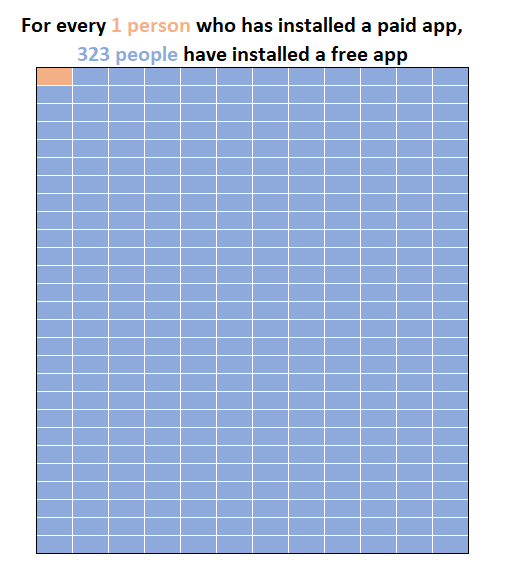 For every 1 person who has installed a paid app,
323 people have installed a free app